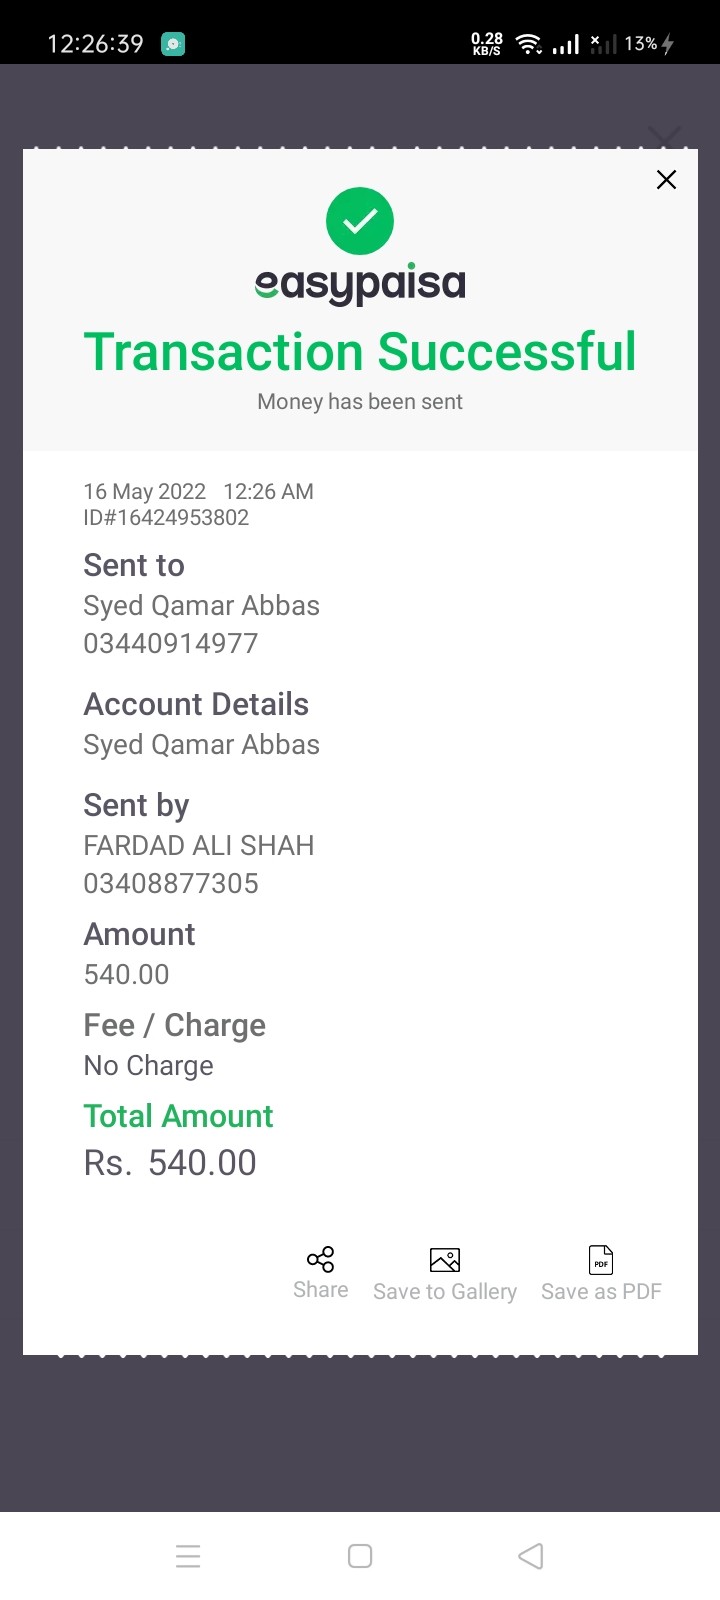 12:26:39
0.28
KB/S
13%
easypaisa
Transaction Successful
Money has been sent
16 May 2022 12:26 AM
ID#16424953802
Sent to
Syed Qamar Abbas
03440914977
Account Details
Syed Qamar Abbas
Sent by
FARDAD ALI SHAH
03408877305
Amount
540.00
Fee / Charge
No Charge
Total Amount
Rs. 540.00
PDF
Share
Save to Gallery
Save as PDF